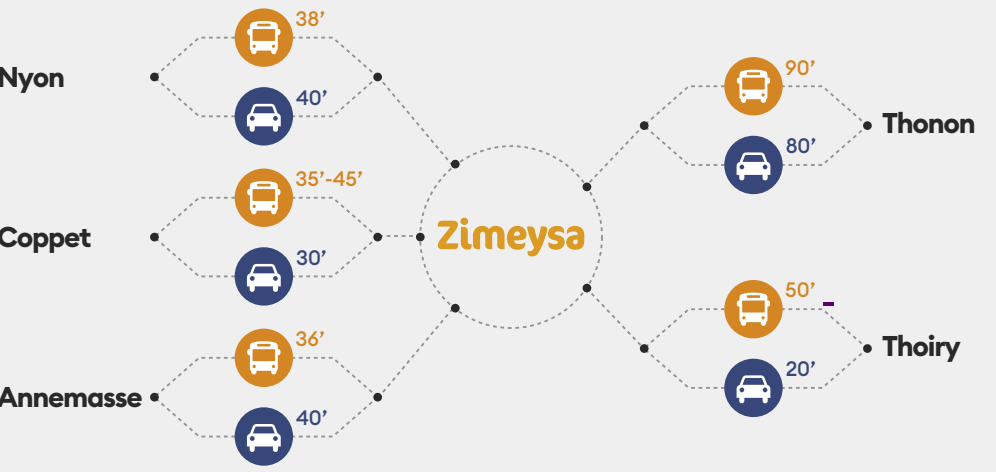 Nyon
38’
40’
Coppet
35’-45’
30’
Annemasse
36’
40’
Zimeysa
90’
80’
Thonon
50’
20’
Thoiry